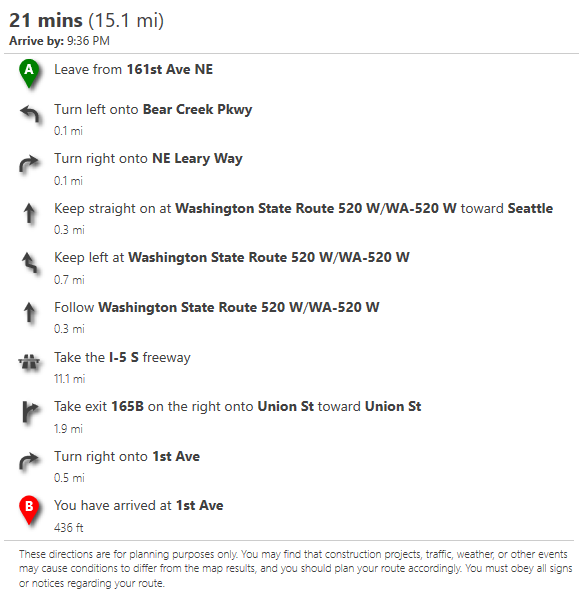 21 mins (15.1 mi)
Arrive by: 9:36 PM
A
Leave from 161st Ave NE
Turn left onto Bear Creek Pkwy
0.1 mi
Turn right onto NE Leary Way
0.1 mi
Keep straight on at Washington State Route 520 W/WA-520 W toward Seattle
0.3 mi
Keep left at Washington State Route 520 W/WA-520 W
0.7 mi
Follow Washington State Route 520 W/WA-520 W
0.3 mi
Take the I-5 S freeway
11.1 mi
Take exit 165B on the right onto Union St toward Union St
1.9 mi
Turn right onto 1st Ave
0.5 mi
B
You have arrived at 1st Ave
436 ft
These directions are for planning purposes only. You may find that construction projects, traffic, weather, or other events
may cause conditions to differ from the map results, and you should plan your route accordingly. You must obey all signs
or notices regarding your route.